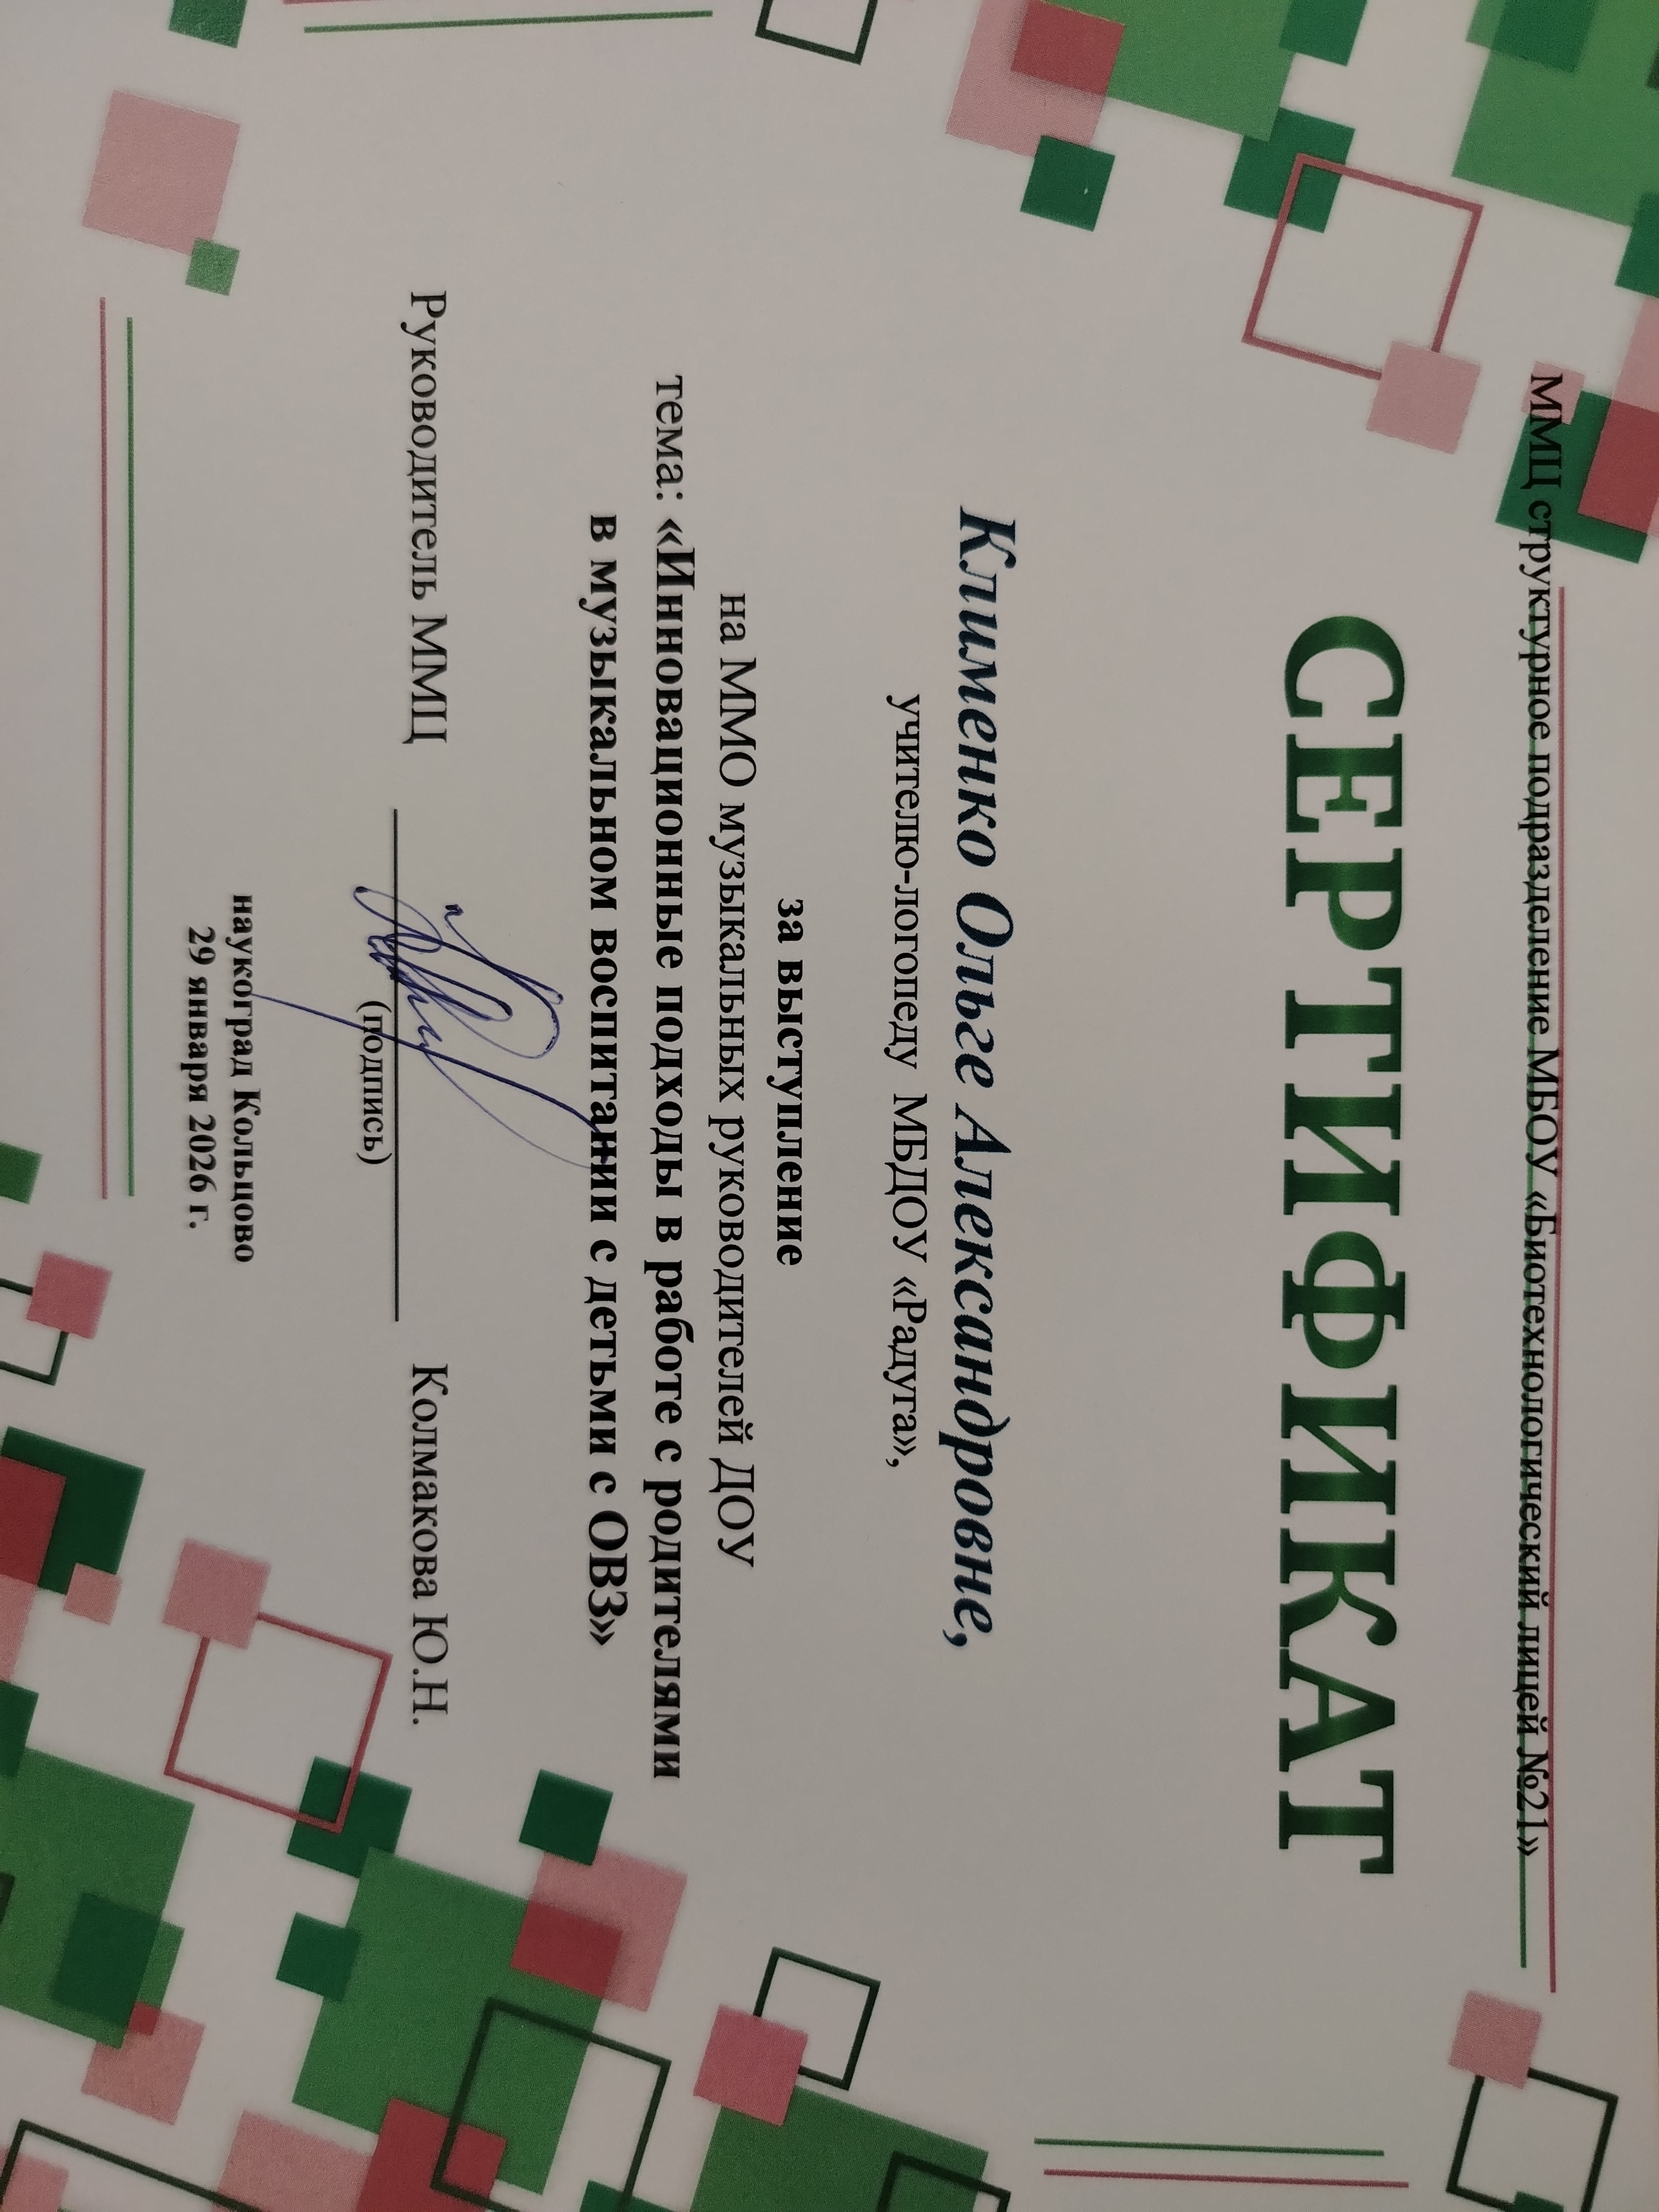 ММЦ структурное подразделение МБОУ «Биотехнологический лицей №21»
СЕРТИФИКАТ
Клименко Ольге Александровне,
учителю-логопеду МБДОУ «Радуга»,
за выступление
на ММО музыкальных руководителей ДОУ
тема: «Инновационные подходы в работе с родителями
в музыкальном воспитании с детьми с ОВЗ»
Руководитель ММЦ Колмакова Ю.Н.
(подпись)
наукоград Кольцово
29 января 2026 г.